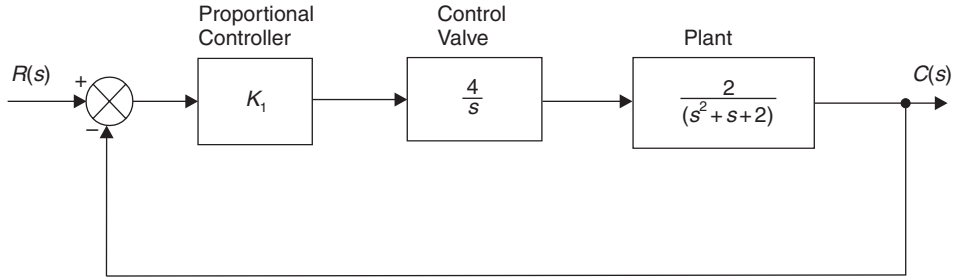 Proportional
Controller
Control
Valve
Plant
R(s)
+
−
K₁
4
s
2
(s² + s + 2)
C(s)